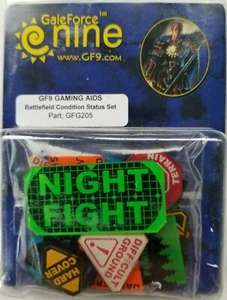 GaleForce
nine
WWW.GF9.COM
GF9 GAMING AIDS
Battlefield Condition Status Set
Part: GFG205
NIGHT
FIGHT
TERRAIN
DIFFICULT
GROUND
HARD
COVER